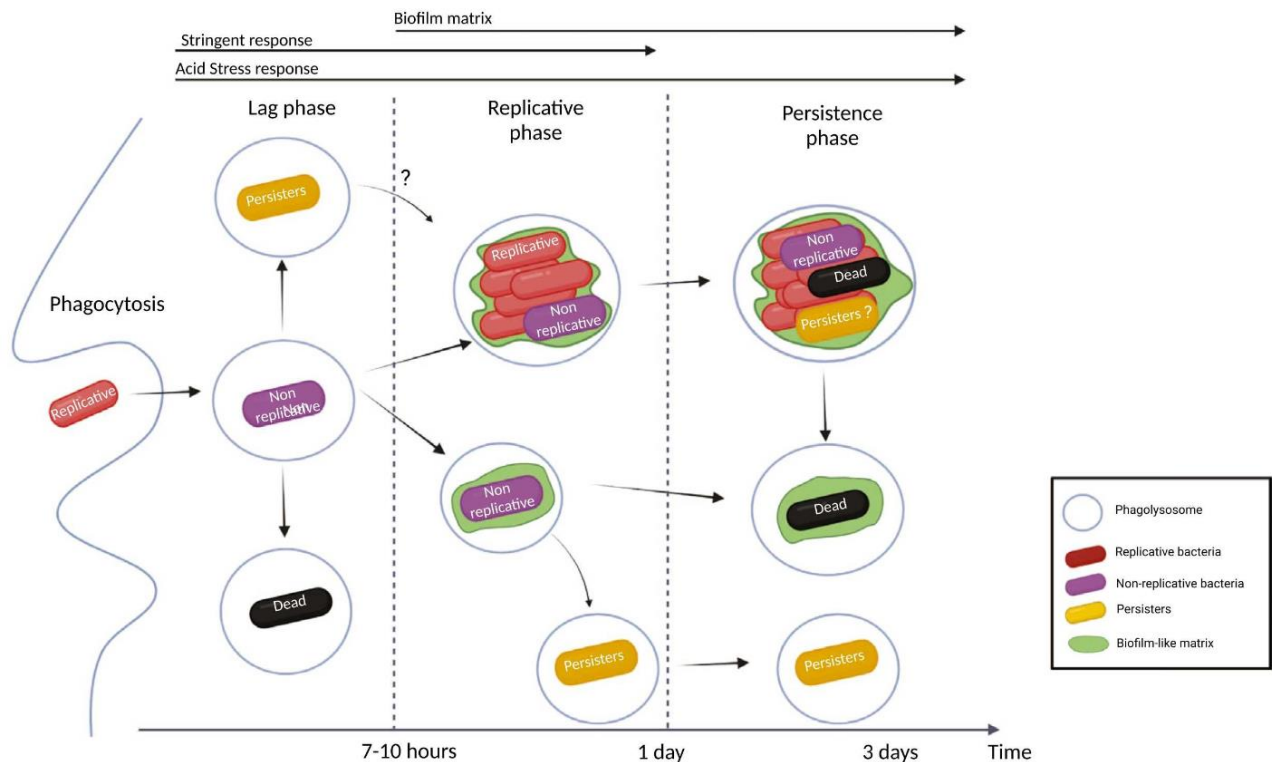 Biofilm matrix
Stringent response
Acid Stress response
Lag phase
Replicative
phase
Persistence
phase
Persisters
?
Phagocytosis
Replicative
Non
replicative
Non
replicative
Non
Replicative
Non
replicative
Dead
Persisters ?
Non
replicative
Dead
Dead
Persisters
Persisters
Phagolysosome
Replicative bacteria
Non-replicative bacteria
Persisters
Biofilm-like matrix
7-10 hours
1 day
3 days
Time